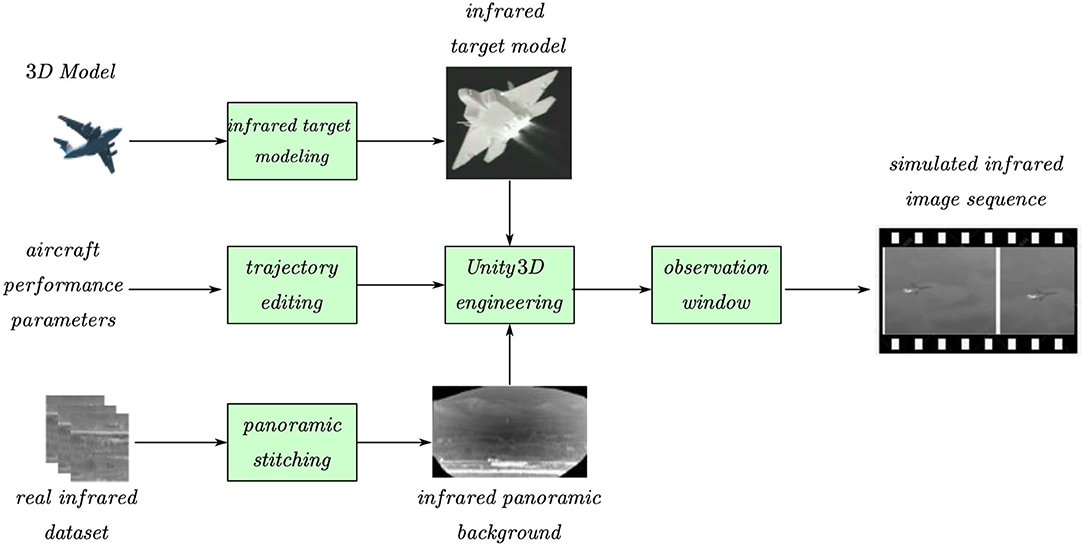 infrared
target model
3D Model
infrared target
modeling
simulated infrared
image sequence
aircraft
performance
parameters
trajectory
editing
Unity3D
engineering
observation
window
panoramic
stitching
real infrared
dataset
infrared panoramic
background